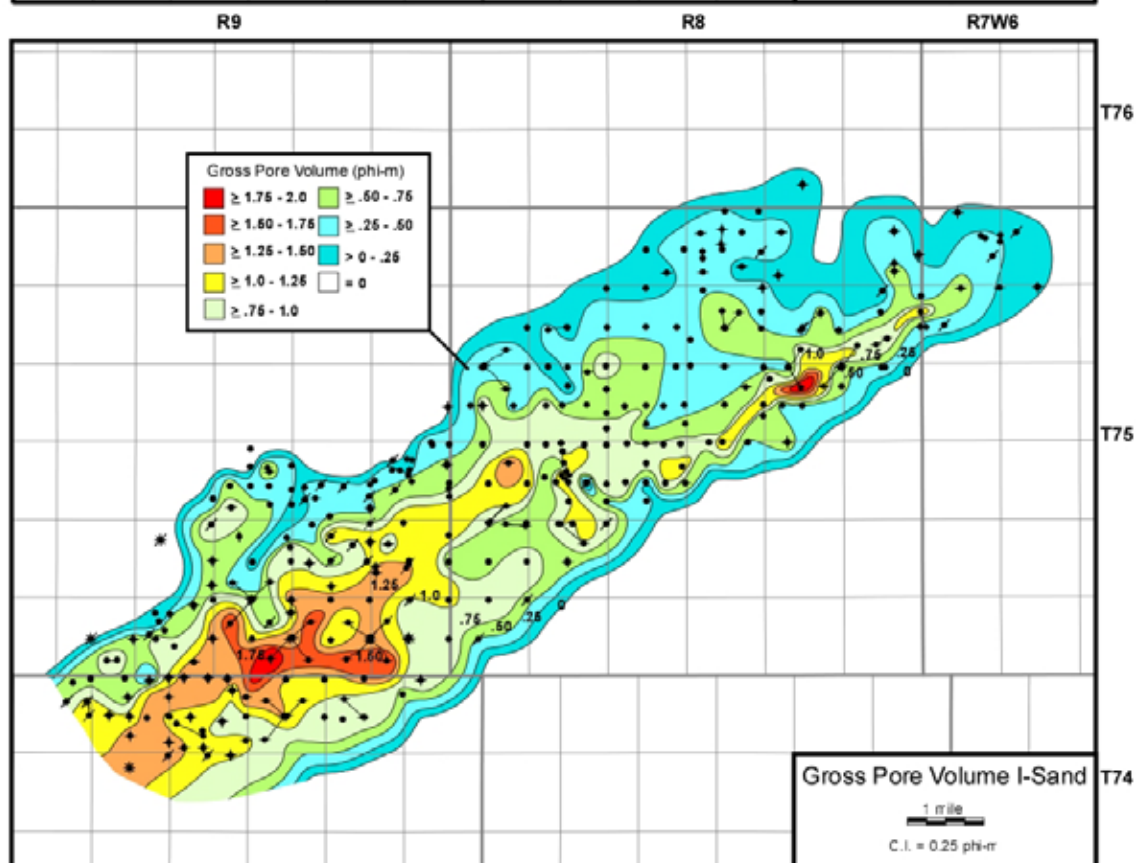 R9 R8 R7W6
T76
Gross Pore Volume (phi-m)
≥ 1.75 - 2.0 ≥ .50 - .75
≥ 1.50 - 1.75 ≥ .25 - .50
≥ 1.25 - 1.50 > 0 - .25
≥ 1.0 - 1.25 = 0
≥ .75 - 1.0
1.0 .75 .25
.50 0
T75
1.25
1.0
0
.75 .50 .25
1.75 1.50
Gross Pore Volume I-Sand
T74
1 mile
C.I. = 0.25 phi-m